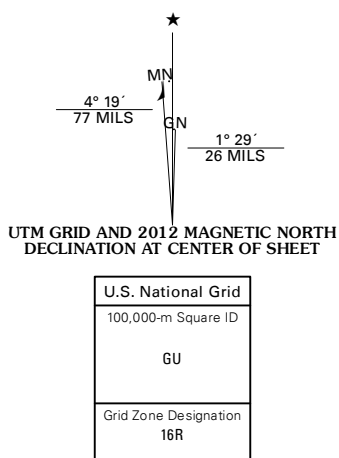 ★
MN
4° 19´
77 MILS
GN
1° 29´
26 MILS
UTM GRID AND 2012 MAGNETIC NORTH
DECLINATION AT CENTER OF SHEET
U.S. National Grid
100,000-m Square ID
GU
Grid Zone Designation
16R